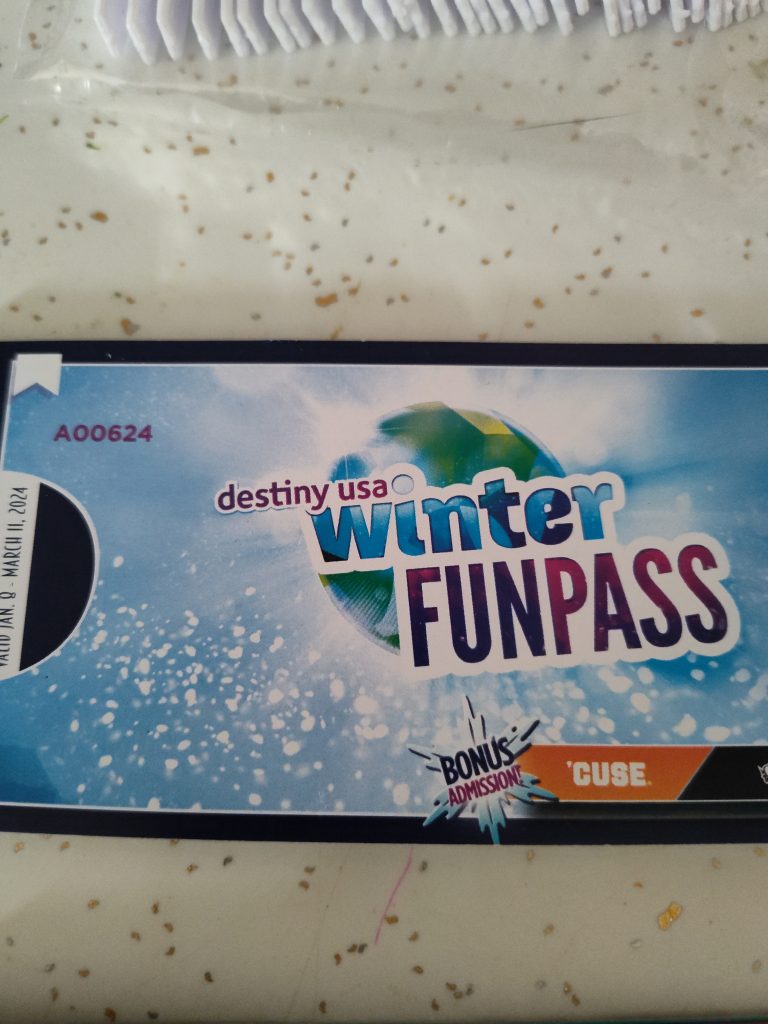 A00624
VALID JAN. 8 - MARCH 11, 2024
destiny usa
winter
FUNPASS
BONUS
ADMISSION!
'CUSE